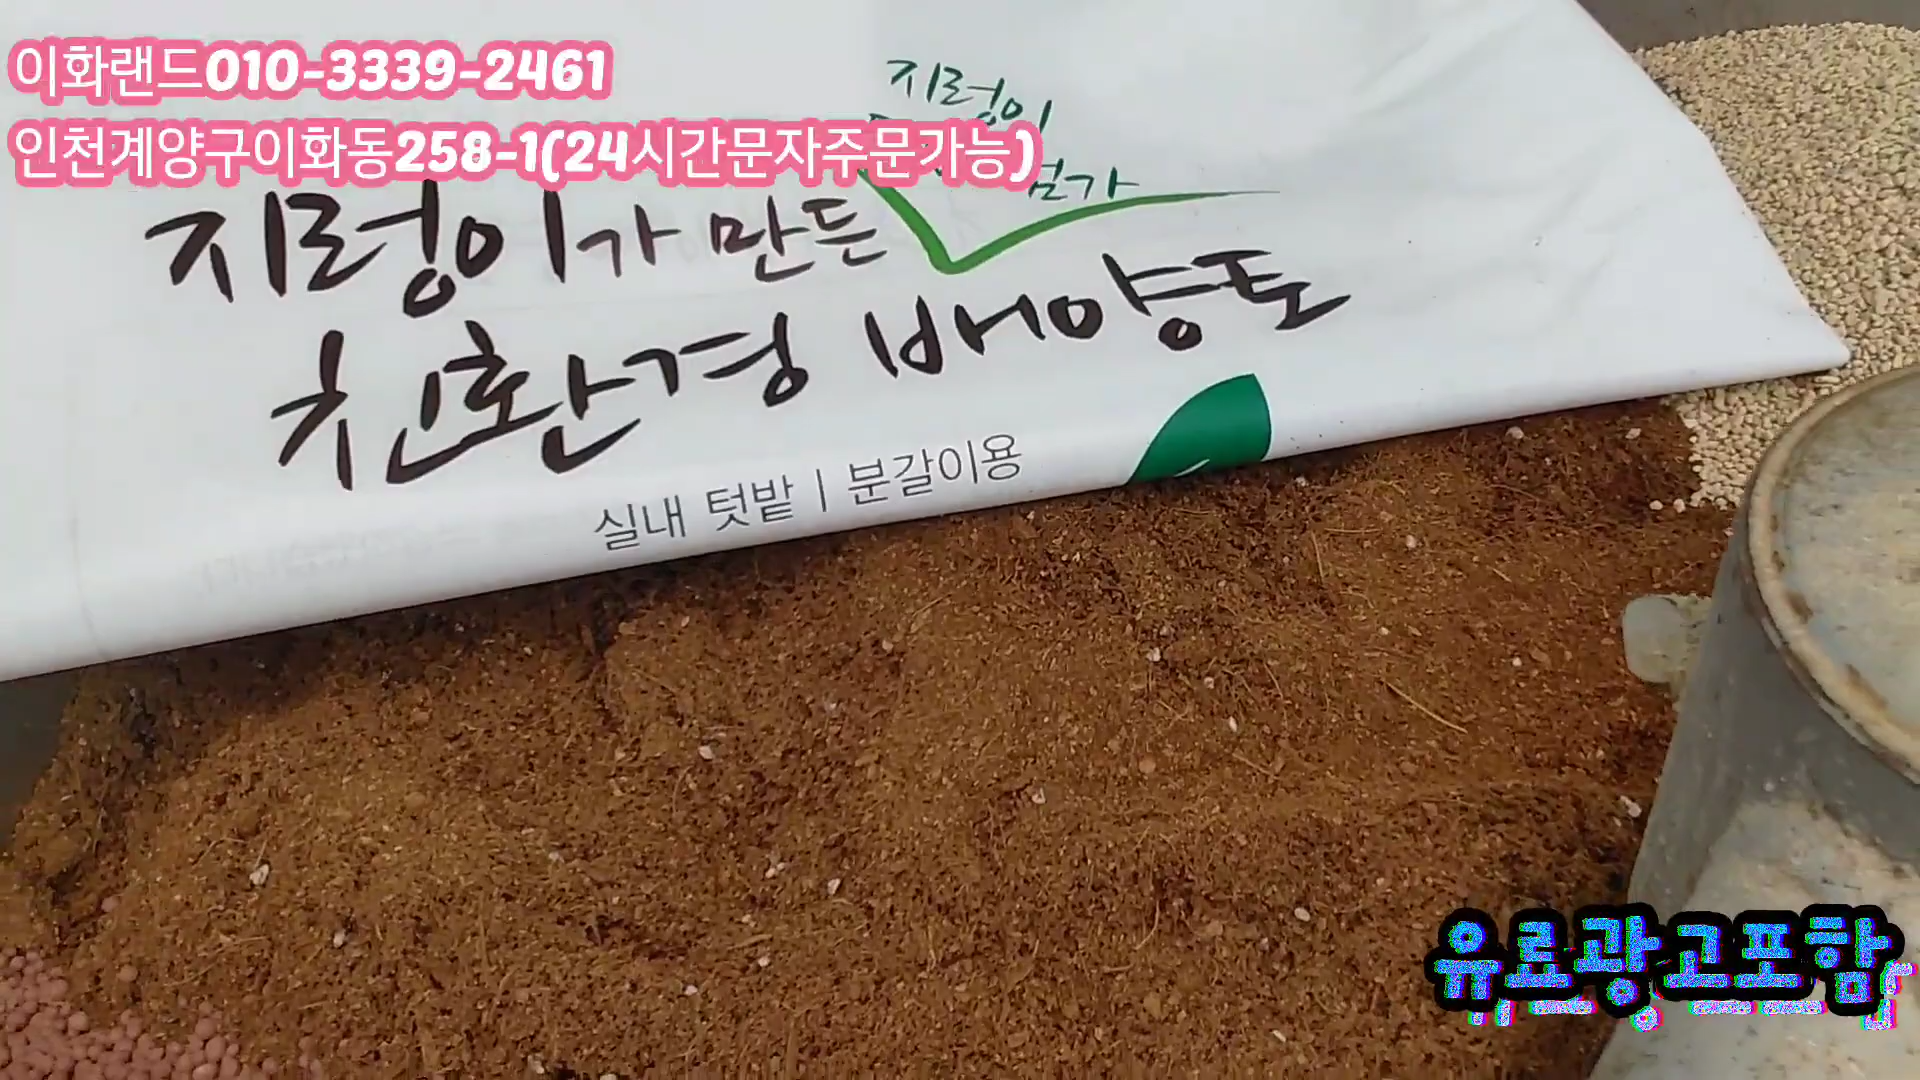 이화랜드010-3339-2461
인천계양구이화동258-1(24시간문자주문가능)
지렁이
첨가
지렁이가 만든
친환경 배양토
실내 텃밭 | 분갈이용
유료광고포함